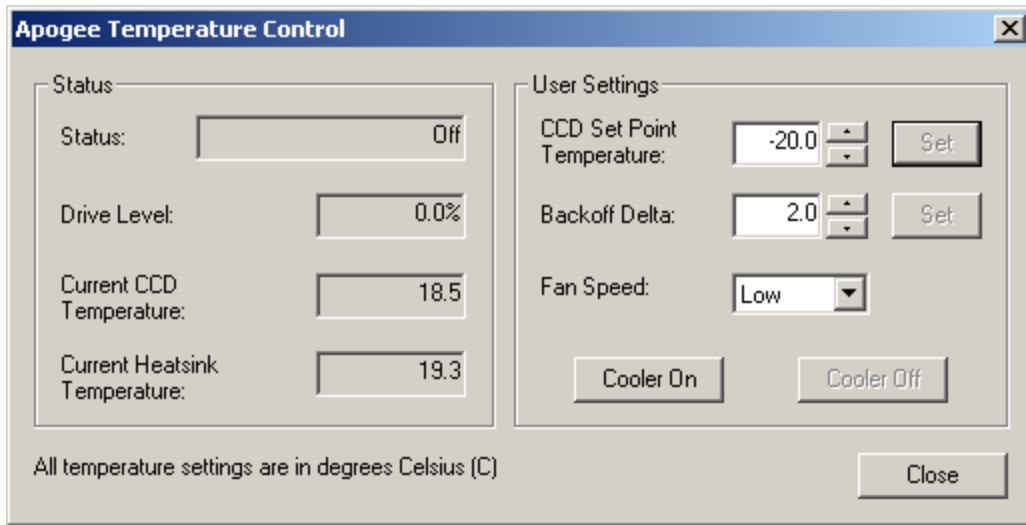 Apogee Temperature Control
Status
Status: Off
Drive Level: 0.0%
Current CCD
Temperature: 18.5
Current Heatsink
Temperature: 19.3
User Settings
CCD Set Point
Temperature: -20.0 Set
Backoff Delta: 2.0 Set
Fan Speed: Low
Cooler On Cooler Off
All temperature settings are in degrees Celsius (C)
Close